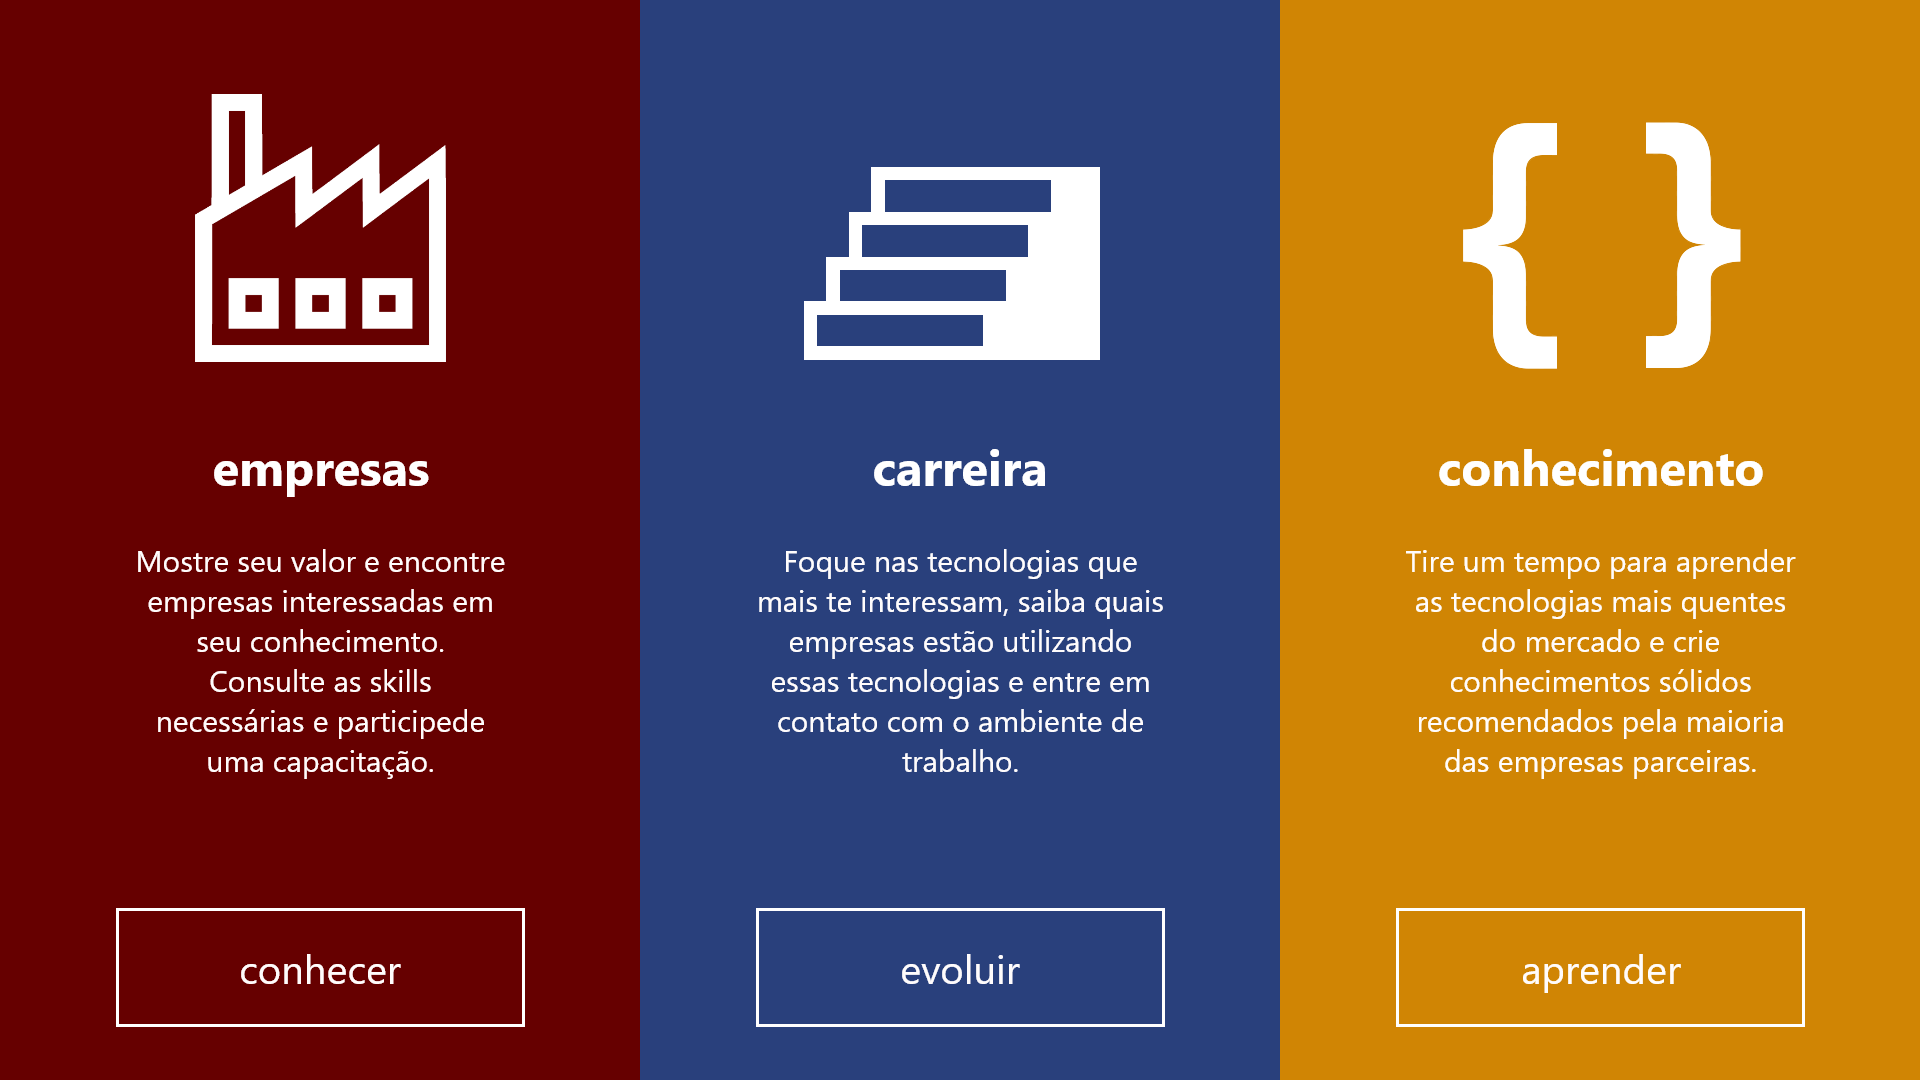 empresas
Mostre seu valor e encontre
empresas interessadas em
seu conhecimento.
Consulte as skills
necessárias e participede
uma capacitação.
conhecer
carreira
Foque nas tecnologias que
mais te interessam, saiba quais
empresas estão utilizando
essas tecnologias e entre em
contato com o ambiente de
trabalho.
evoluir
{ }
conhecimento
Tire um tempo para aprender
as tecnologias mais quentes
do mercado e crie
conhecimentos sólidos
recomendados pela maioria
das empresas parceiras.
aprender